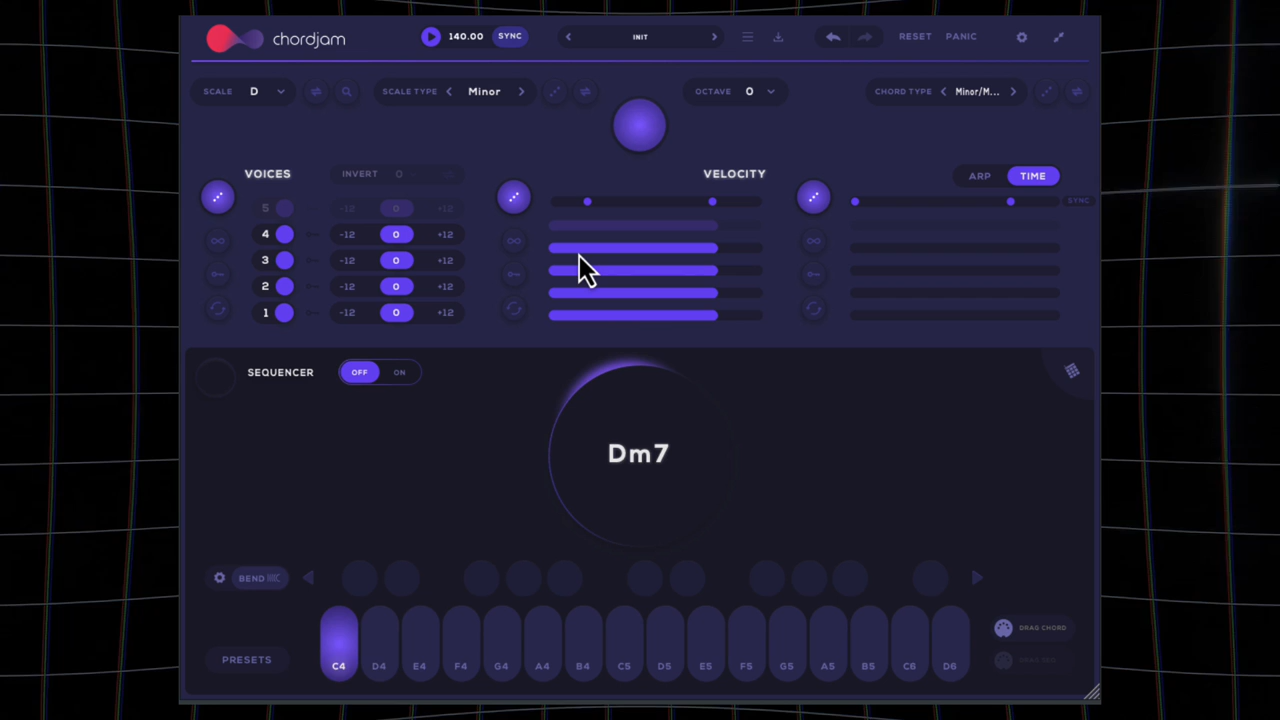 chordjam 140.00 SYNC INIT RESET PANIC
SCALE D SCALE TYPE Minor OCTAVE 0 CHORD TYPE Minor/M...
VOICES INVERT 0 VELOCITY ARP TIME
SYNC
5 -12 0 +12
4 -12 0 +12
3 -12 0 +12
2 -12 0 +12
1 -12 0 +12
SEQUENCER OFF ON
Dm7
BEND
DRAG CHORD
PRESETS C4 D4 E4 F4 G4 A4 B4 C5 D5 E5 F5 G5 A5 B5 C6 D6
DRAG SEQ